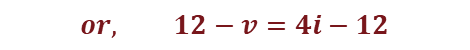 or, 12 − v = 4i − 12